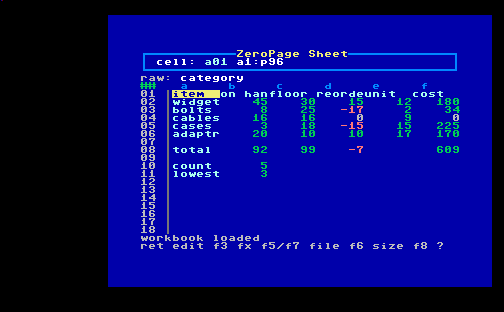 ZeroPage Sheet
cell: a01 a1:p96
raw: category
## a b c d e f
01 item on hanfloor reordeunit cost
02 widget 45 30 15 12 180
03 bolts 8 25 -17 2 34
04 cables 16 16 0 9 0
05 cases 3 18 -15 15 225
06 adaptr 20 10 10 17 170
07
08 total 92 99 -7 609
09
10 count 5
11 lowest 3
12
13
14
15
16
17
18
workbook loaded
ret edit f3 fx f5/f7 file f6 size f8 ?